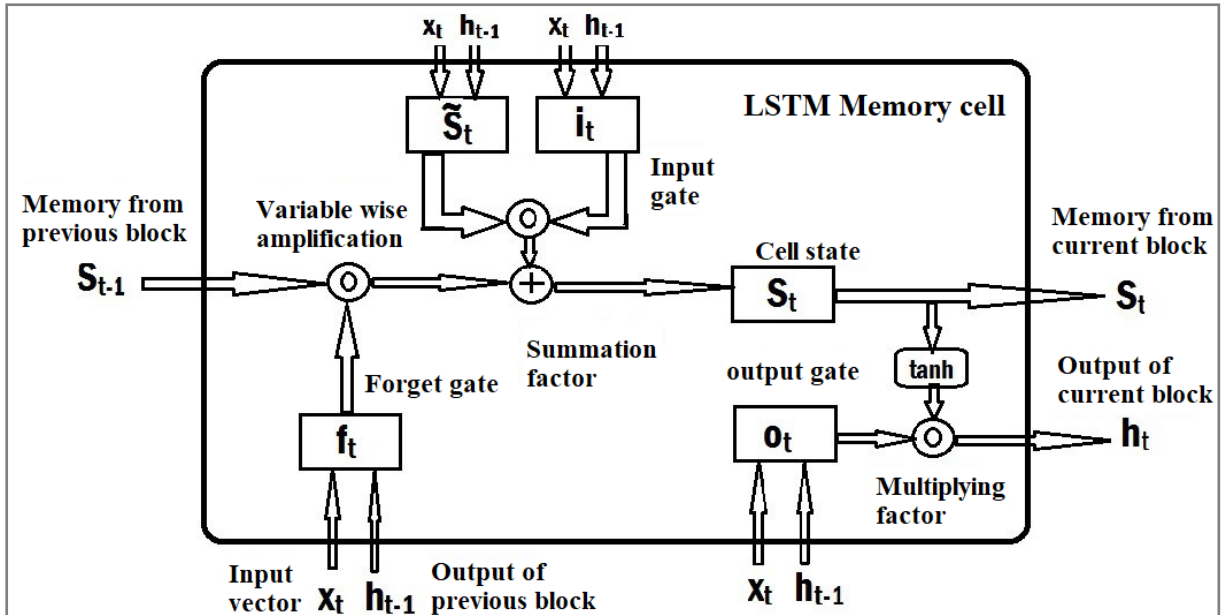 xₜ hₜ₋₁ xₜ hₜ₋₁
S̃ₜ iₜ
LSTM Memory cell
Input
gate
Memory from
previous block
Variable wise
amplification
Memory from
current block
Sₜ₋₁
O
O
+
Cell state
Sₜ
Sₜ
Summation
factor
Forget gate
output gate
tanh
Output of
current block
fₜ
oₜ
O
hₜ
Multiplying
factor
Input
vector
xₜ hₜ₋₁
Output of
previous block
xₜ hₜ₋₁